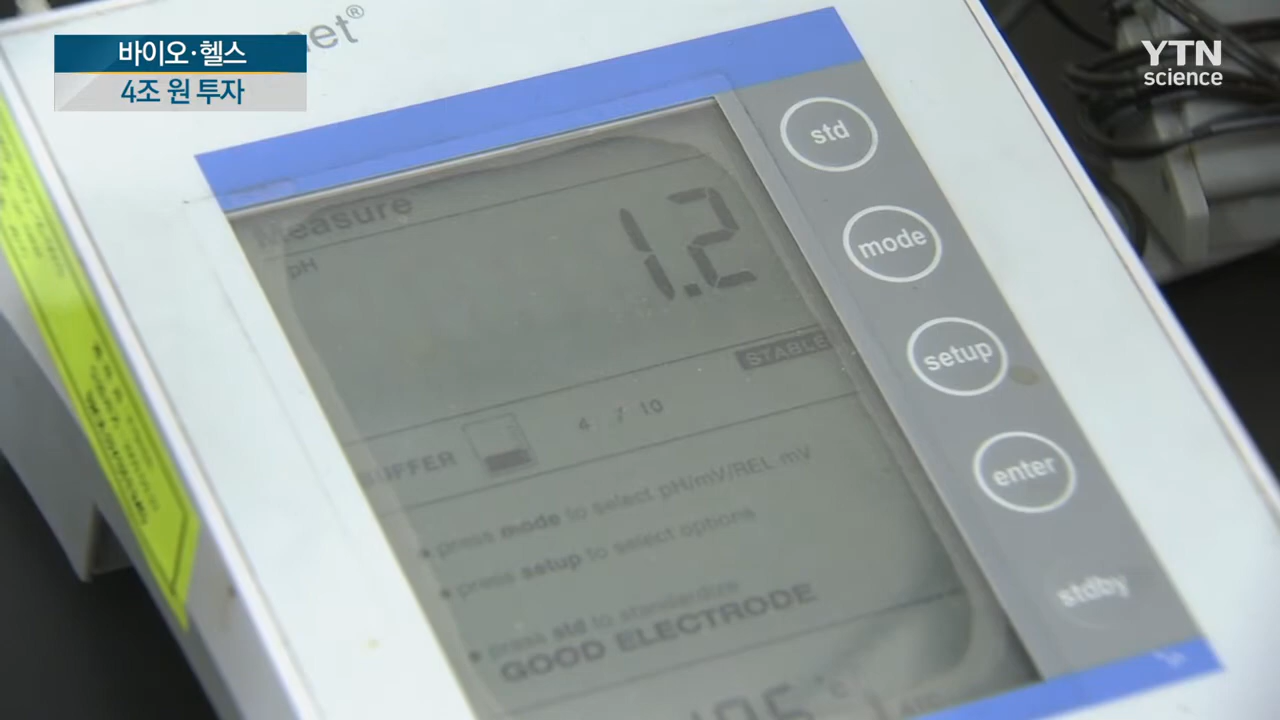 바이오·헬스
4조 원 투자
YTN
science
net®
Measure
pH
1.2
STABLE
BUFFER
4 7 10
• press mode to select pH/mV/REL mV
• press setup to select options
• press std to standardize
GOOD ELECTRODE
std
mode
setup
enter
stdby